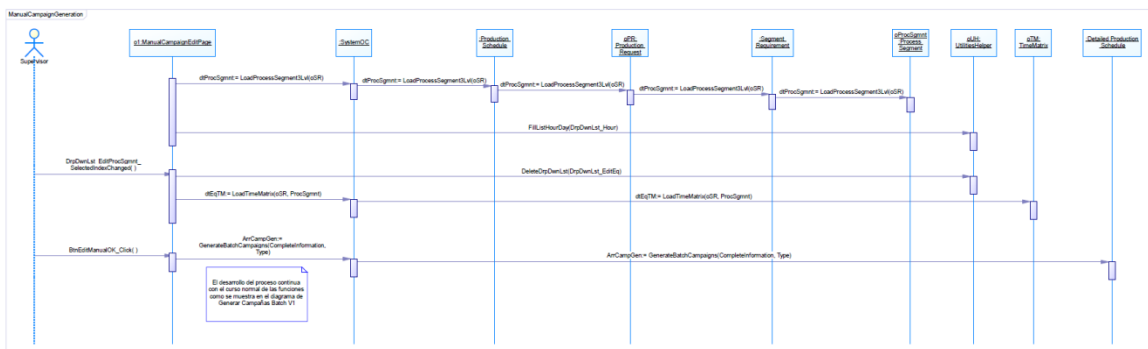 ManualCampaignGeneration
Supervisor
o1:ManualCampaignEditPage
:SystemOC
:Production
Schedule
oPR:
Production
Request
:Segment
Requirement
oProcSgmnt
:Process
Segment
oUH:
UtilitiesHelper
oTM:
TimeMatrix
:Detailed Production
Schedule
dtProcSgmnt:= LoadProcessSegment3Lvl(oSR)
dtProcSgmnt:= LoadProcessSegment3Lvl(oSR)
dtProcSgmnt:= LoadProcessSegment3Lvl(oSR)
dtProcSgmnt:= LoadProcessSegment3Lvl(oSR)
dtProcSgmnt:= LoadProcessSegment3Lvl(oSR)
FillListHourDay(DrpDwnLst_Hour)
DrpDwnLst_EditProcSgmnt_
SelectedIndexChanged( )
DeleteDrpDwnLst(DrpDwnLst_EditEq)
dtEqTM:= LoadTimeMatrix(oSR, ProcSgmnt)
dtEqTM:= LoadTimeMatrix(oSR, ProcSgmnt)
BtnEditManualOK_Click( )
ArrCampGen:=
GenerateBatchCampaigns(CompleteInformation,
Type)
ArrCampGen:= GenerateBatchCampaigns(CompleteInformation, Type)
El desarrollo del proceso continua
con el curso normal de las funciones
como se muestra en el diagrama de
Generar Campañas Batch V1